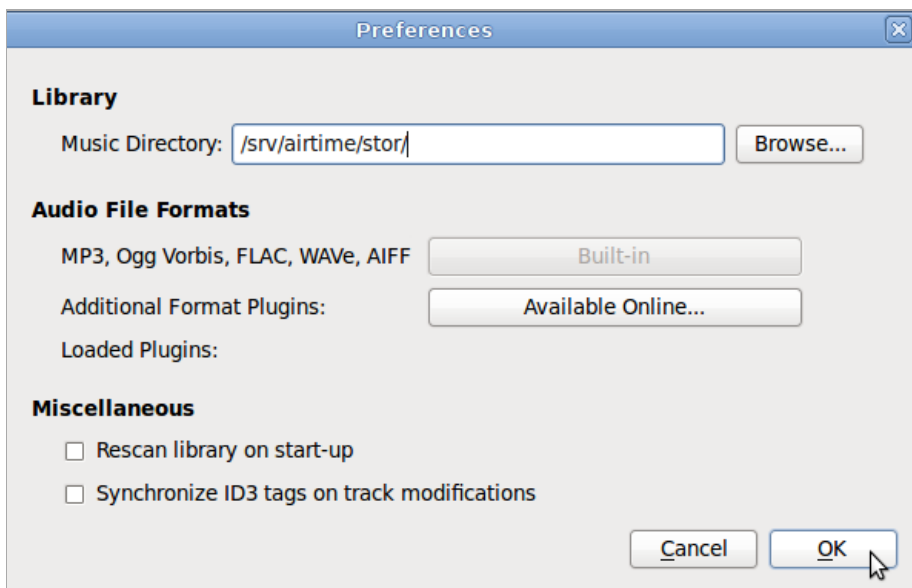 Preferences
Library
Music Directory: /srv/airtime/stor/ Browse...
Audio File Formats
MP3, Ogg Vorbis, FLAC, WAVe, AIFF Built-in
Additional Format Plugins: Available Online...
Loaded Plugins:
Miscellaneous
Rescan library on start-up
Synchronize ID3 tags on track modifications
Cancel OK